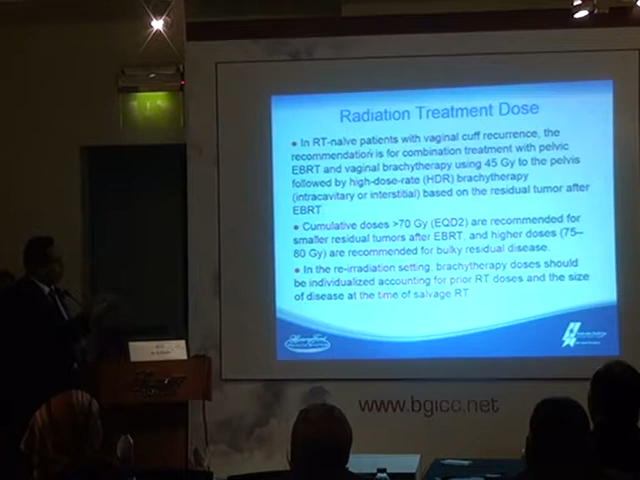 Radiation Treatment Dose
● In RT-naïve patients with vaginal cuff recurrence, the
recommendation is for combination treatment with pelvic
EBRT and vaginal brachytherapy using 45 Gy to the pelvis
followed by high-dose-rate (HDR) brachytherapy
(intracavitary or interstitial) based on the residual tumor after
EBRT
● Cumulative doses >70 Gy (EQD2) are recommended for
smaller residual tumors after EBRT, and higher doses (75–
80 Gy) are recommended for bulky residual disease.
● In the re-irradiation setting, brachytherapy doses should
be individualized accounting for prior RT doses and the size
of disease at the time of salvage RT
www.bgicc.net